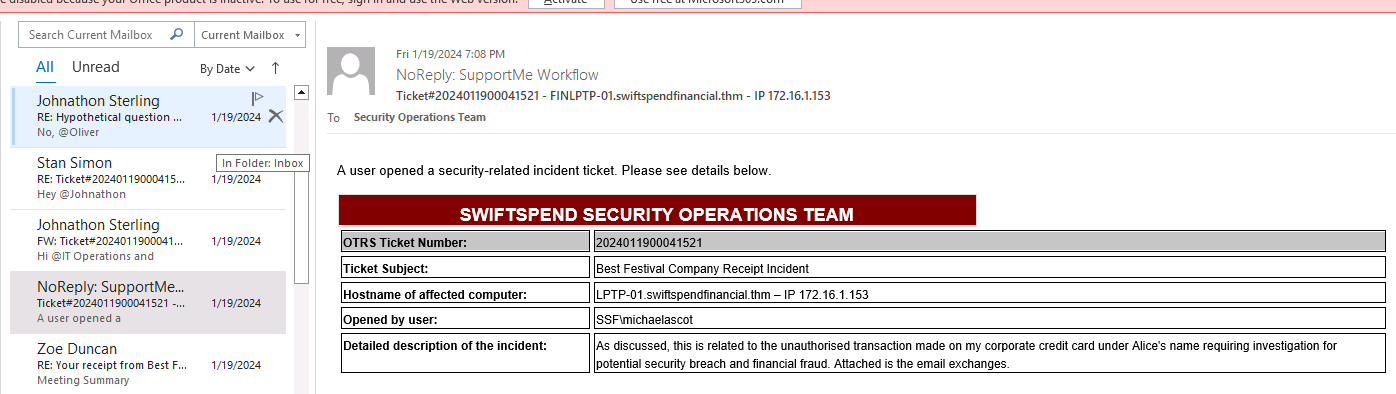 e disabled because your Office product is inactive. To use for free, sign in and use the Web version.
Activate
Use free at Microsoft365.com
Search Current Mailbox
Current Mailbox
All Unread
By Date
Johnathon Sterling
RE: Hypothetical question ... 1/19/2024
No, @Oliver
Stan Simon
In Folder: Inbox
RE: Ticket#20240119000415... 1/19/2024
Hey @Johnathon
Johnathon Sterling
FW: Ticket#2024011900041... 1/19/2024
Hi @IT Operations and
NoReply: SupportMe...
Ticket#2024011900041521 -... 1/19/2024
A user opened a
Zoe Duncan
RE: Your receipt from Best F... 1/19/2024
Meeting Summary
Fri 1/19/2024 7:08 PM
NoReply: SupportMe Workflow
Ticket#2024011900041521 - FINLPTP-01.swiftspendfinancial.thm - IP 172.16.1.153
To Security Operations Team
A user opened a security-related incident ticket. Please see details below.
SWIFTSPEND SECURITY OPERATIONS TEAM
OTRS Ticket Number: 2024011900041521
Ticket Subject: Best Festival Company Receipt Incident
Hostname of affected computer: LPTP-01.swiftspendfinancial.thm – IP 172.16.1.153
Opened by user: SSF\michaelascot
Detailed description of the incident: As discussed, this is related to the unauthorised transaction made on my corporate credit card under Alice's name requiring investigation for
potential security breach and financial fraud. Attached is the email exchanges.